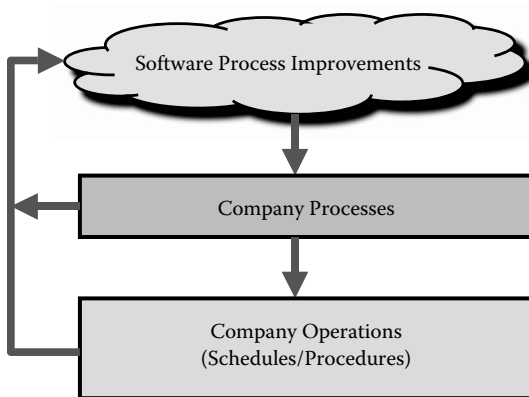 Software Process Improvements
Company Processes
Company Operations
(Schedules/Procedures)